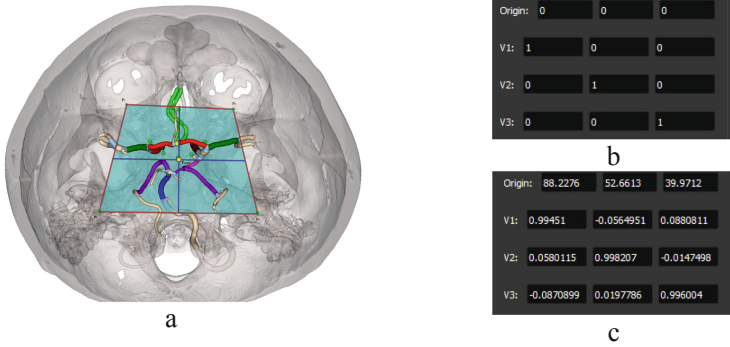 Origin: 0 0 0
V1: 1 0 0
V2: 0 1 0
V3: 0 0 1
b
Origin: 88.2276 52.6613 39.9712
V1: 0.99451 -0.0564951 0.0880811
V2: 0.0580115 0.998207 -0.0147498
V3: -0.0870899 0.0197786 0.996004
a
c